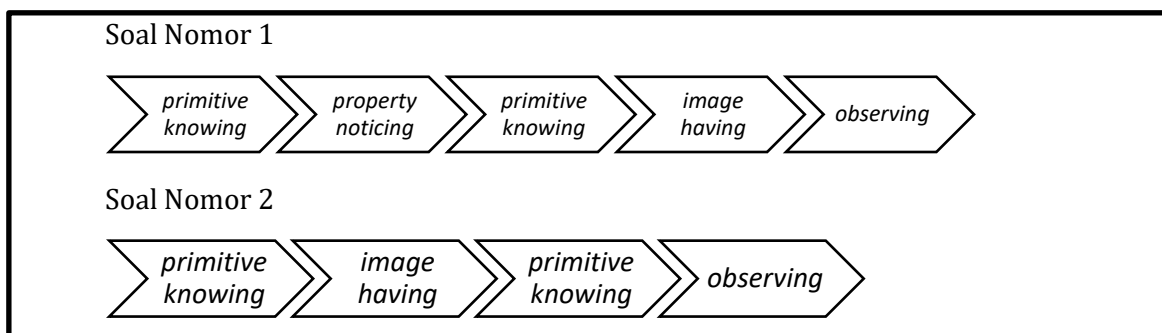 Soal Nomor 1
primitive knowing
property noticing
primitive knowing
image having
observing
Soal Nomor 2
primitive knowing
image having
primitive knowing
observing